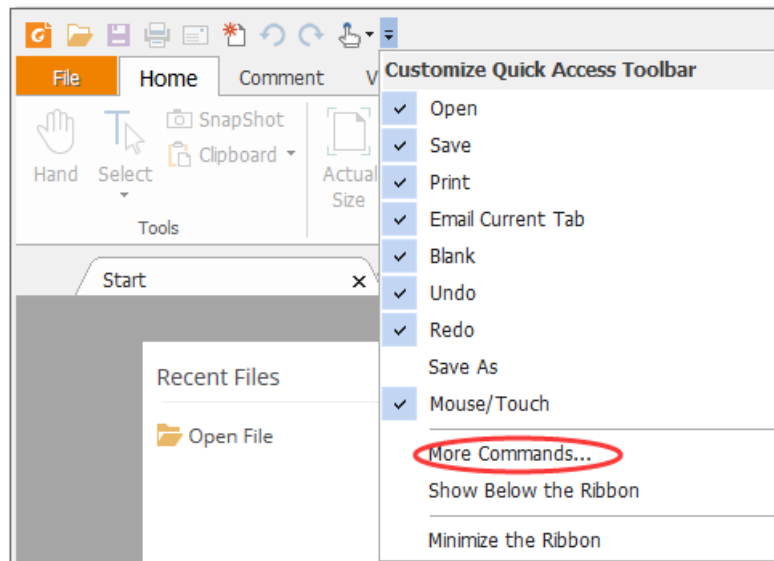 File
Home
Comment
V
Customize Quick Access Toolbar
Hand
Select
SnapShot
Clipboard
Actual
Size
Tools
Open
Save
Print
Email Current Tab
Blank
Undo
Redo
Save As
Mouse/Touch
More Commands...
Show Below the Ribbon
Minimize the Ribbon
Start
Recent Files
Open File